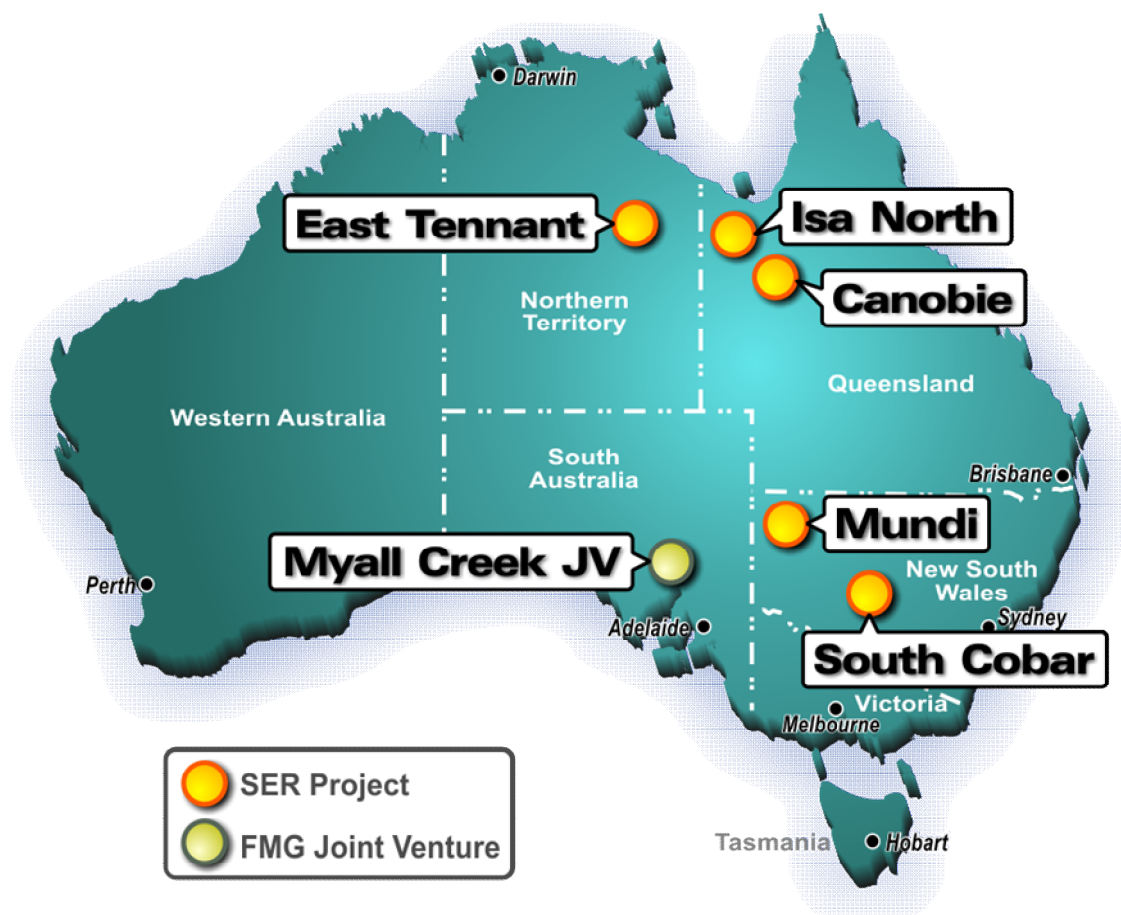 Darwin
East Tennant
Isa North
Canobie
Northern
Territory
Queensland
Western Australia
South
Australia
Brisbane
Mundi
Myall Creek JV
New South
Wales
Perth
Adelaide
Sydney
South Cobar
Victoria
Melbourne
SER Project
FMG Joint Venture
Tasmania
Hobart